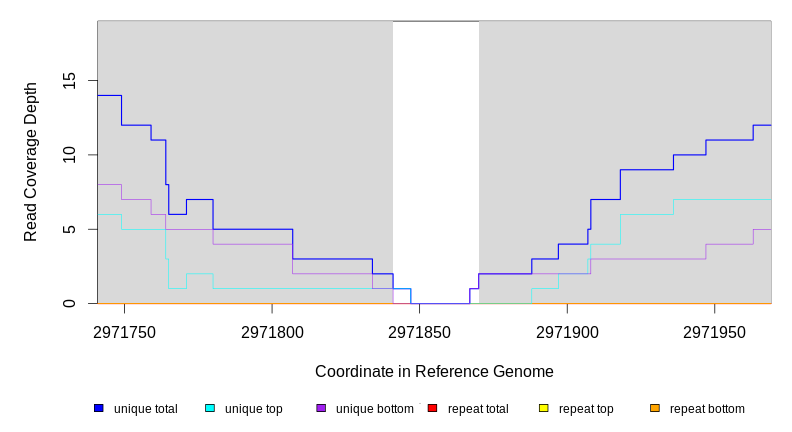 Read Coverage Depth
15
10
5
0
2971750 2971800 2971850 2971900 2971950
Coordinate in Reference Genome
unique total unique top unique bottom repeat total repeat top repeat bottom